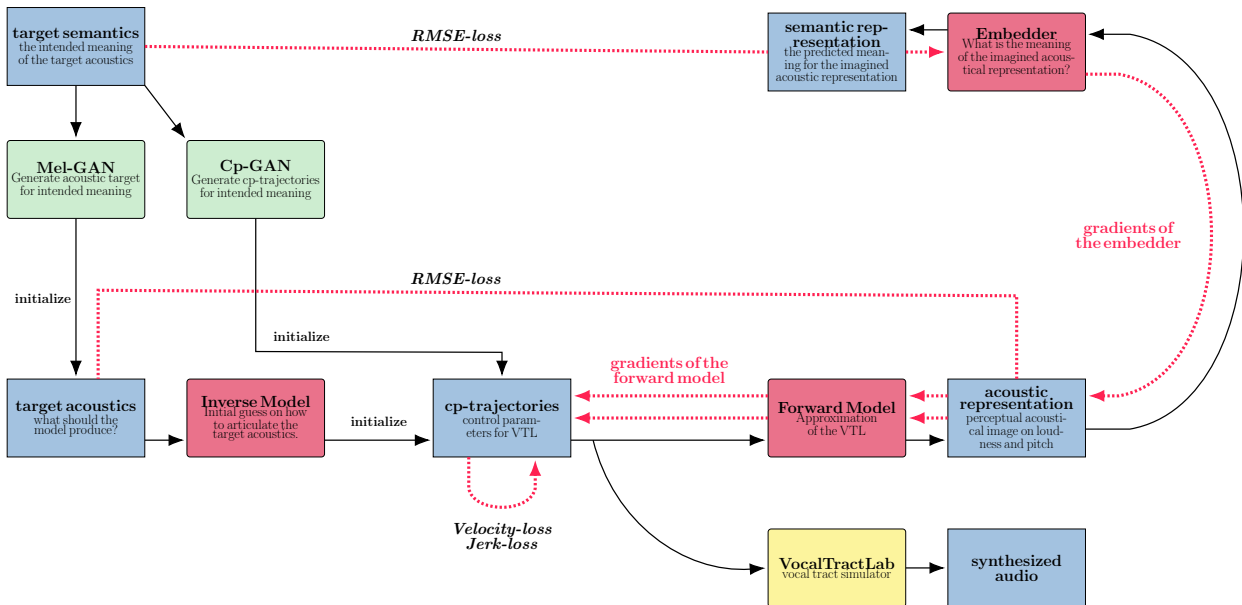 target semantics
the intended meaning
of the target acoustics
RMSE-loss
semantic rep-
resentation
the predicted mean-
ing for the imagined
acoustic representation
Embedder
What is the meaning
of the imagined acous-
tical representation?
Mel-GAN
Generate acoustic target
for intended meaning
Cp-GAN
Generate cp-trajectories
for intended meaning
gradients of
the embedder
initialize
RMSE-loss
initialize
gradients of the
forward model
target acoustics
what should the
model produce?
Inverse Model
Initial guess on how
to articulate the
target acoustics.
initialize
cp-trajectories
control param-
eters for VTL
Forward Model
Approximation
of the VTL
acoustic
representation
perceptual acousti-
cal image on loud-
ness and pitch
Velocity-loss
Jerk-loss
VocalTractLab
vocal tract simulator
synthesized
audio